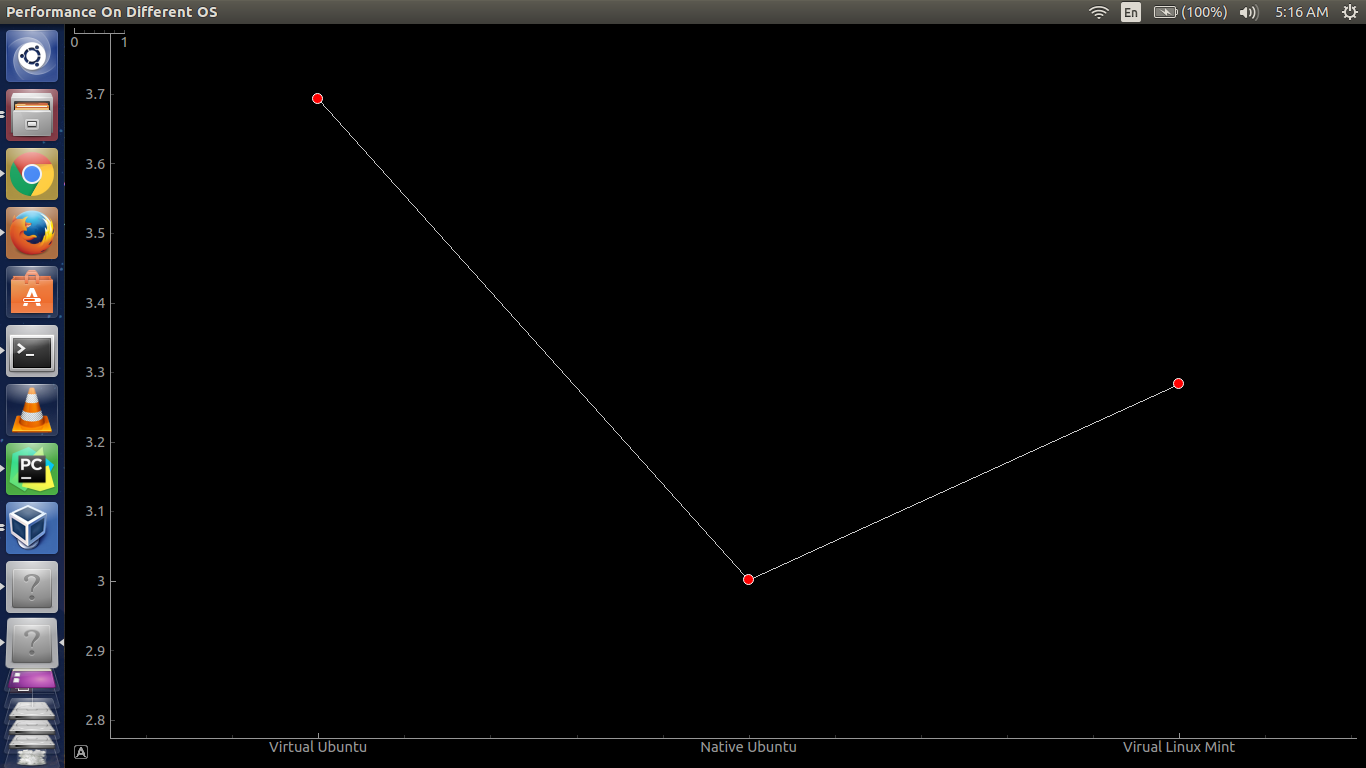 Performance On Different OS
En
(100%)
5:16 AM
0 1
3.7
3.6
3.5
3.4
3.3
3.2
3.1
3
2.9
2.8
Virtual Ubuntu Native Ubuntu Virual Linux Mint
A
PC
>_
?
?